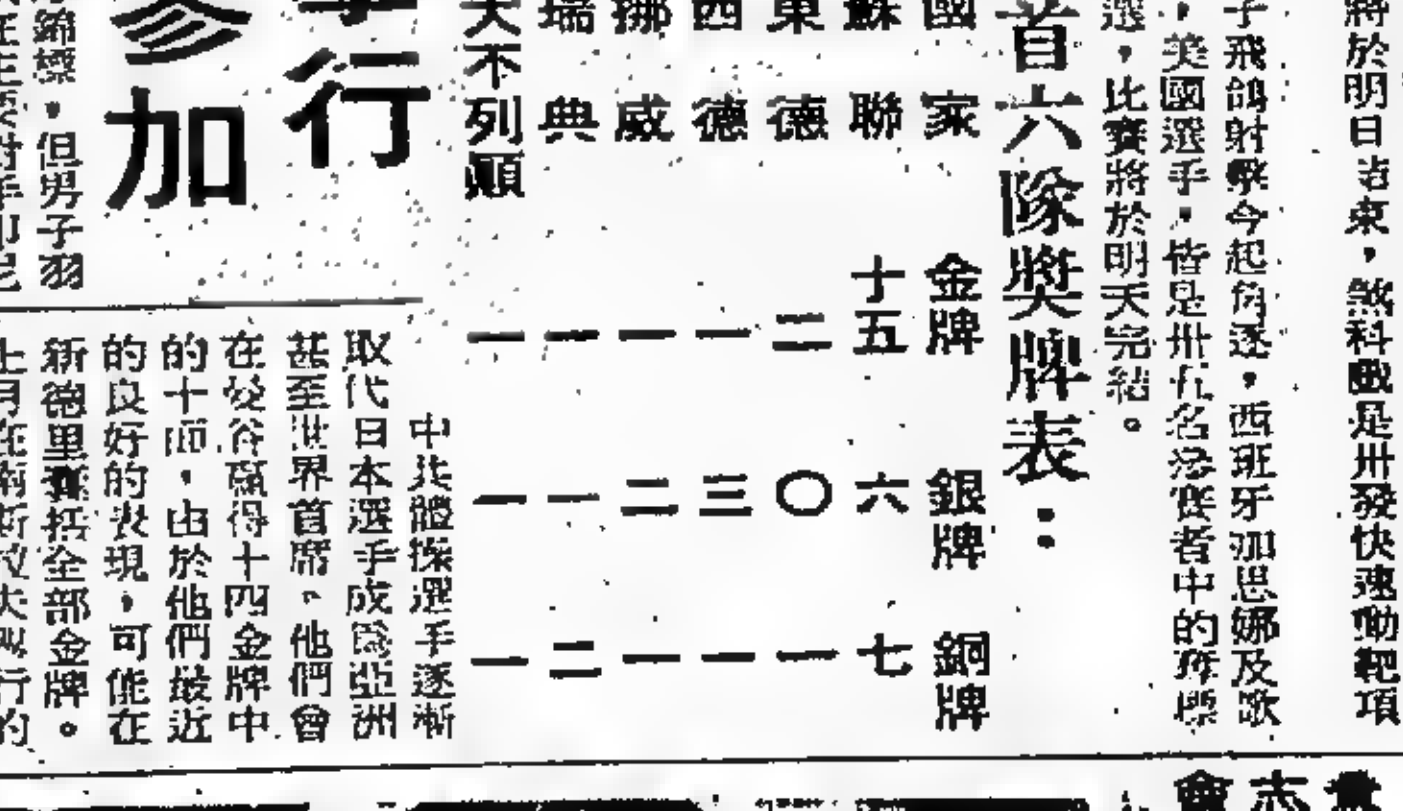 將於明日結束，煞科戲是卅發快速動靶項
子飛鴿射擊今起角逐，西班牙加思娜及歌
，美國選手，皆是卅九名參賽者中的
選，比賽將於明天完結。
首六隊獎牌表：
國家 金牌 銀牌 銅牌
蘇聯 十五 六 七
東德 二 〇 一
西德 一 三 一
挪威 一 二 一
瑞典 一 一 二
大不列顛 一 一 一
行
參加
錦標，但男子羽
中共體操選手逐漸
取代日本選手成為亞洲
甚至世界首席。他們曾
在曼谷贏得十四金牌中
的十面，由於他們最近
的良好的表現，可能在
新德里囊括全部金牌。